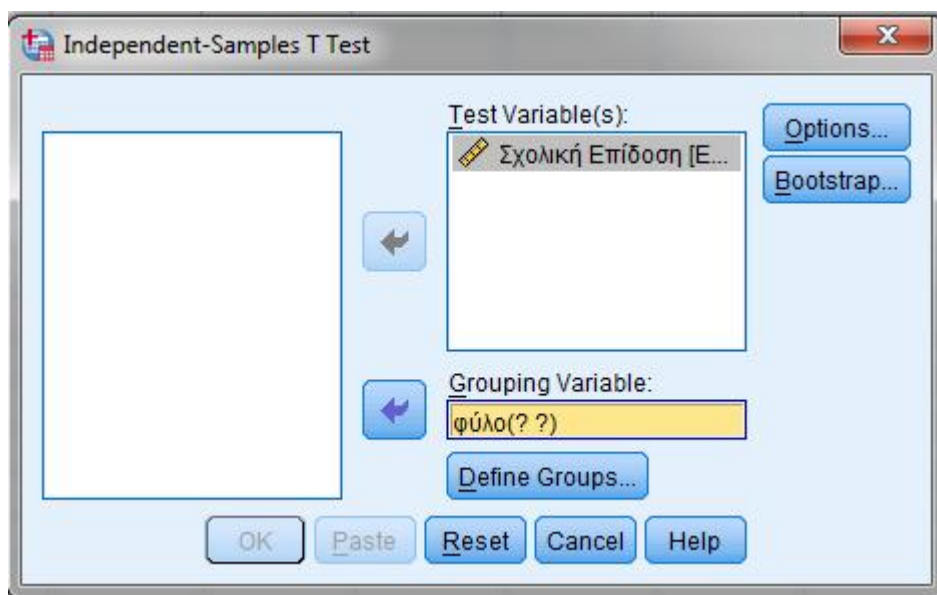 Independent-Samples T Test
Test Variable(s):
Σχολική Επίδοση [Ε...
Options...
Bootstrap...
Grouping Variable:
φύλο(? ?)
Define Groups...
OK Paste Reset Cancel Help